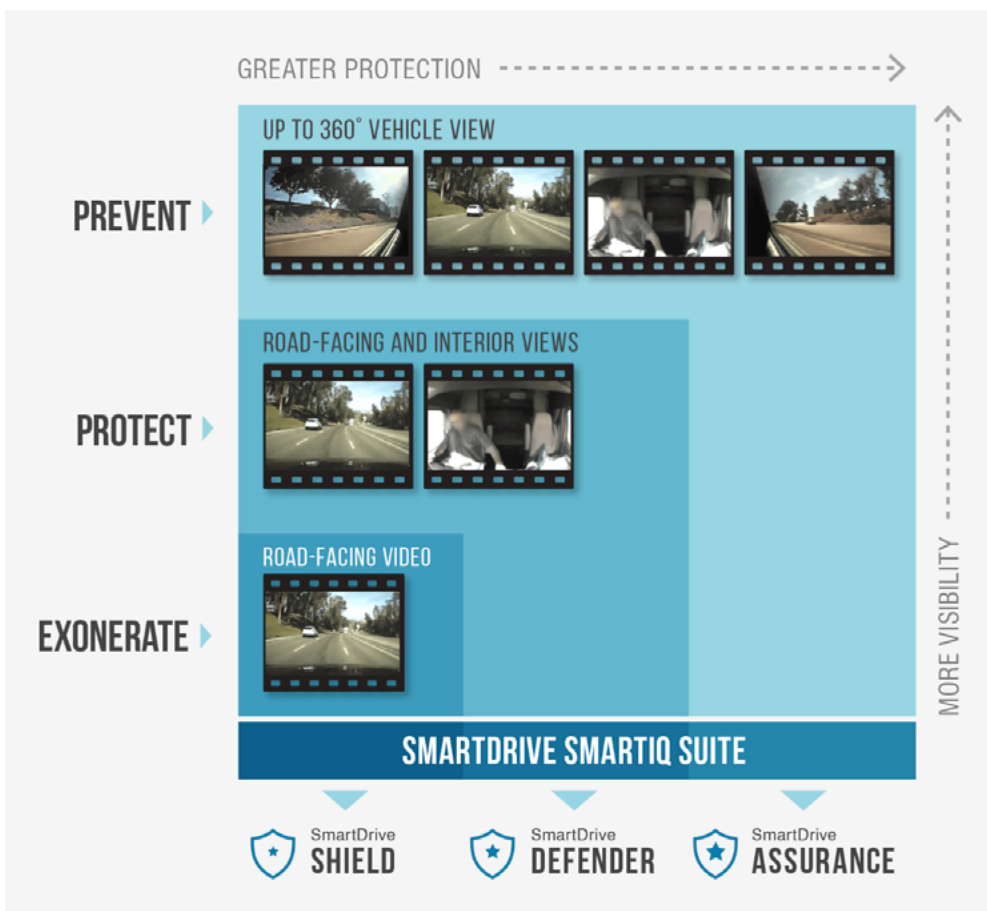 GREATER PROTECTION
UP TO 360° VEHICLE VIEW
PREVENT
ROAD-FACING AND INTERIOR VIEWS
PROTECT
ROAD-FACING VIDEO
EXONERATE
MORE VISIBILITY
SMARTDRIVE SMARTIQ SUITE
SmartDrive
SHIELD
SmartDrive
DEFENDER
SmartDrive
ASSURANCE